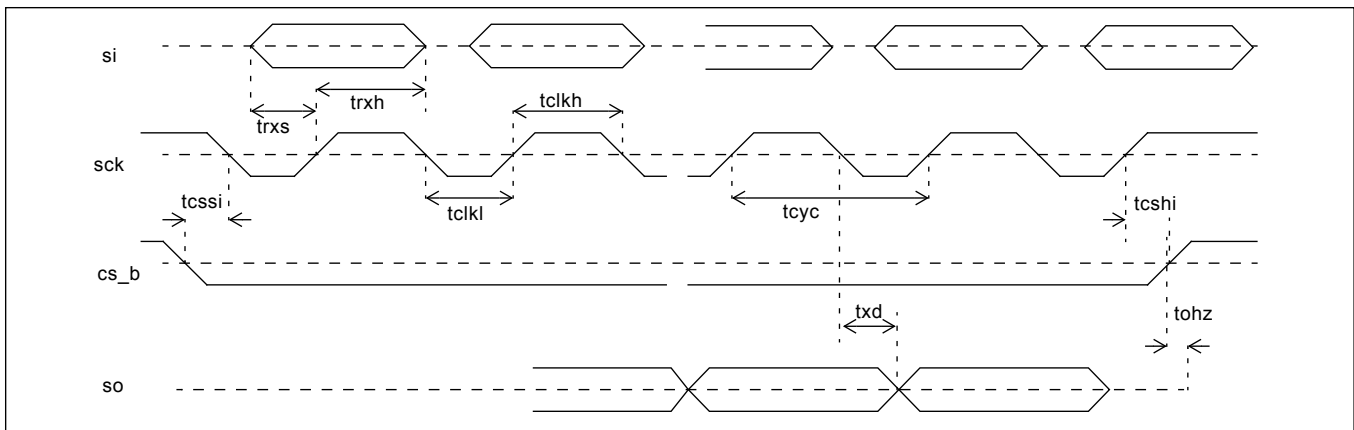 si
trxs
trxh
tclkh
sck
tcssi
tclkl
tcyc
tcshi
cs_b
txd
tohz
so